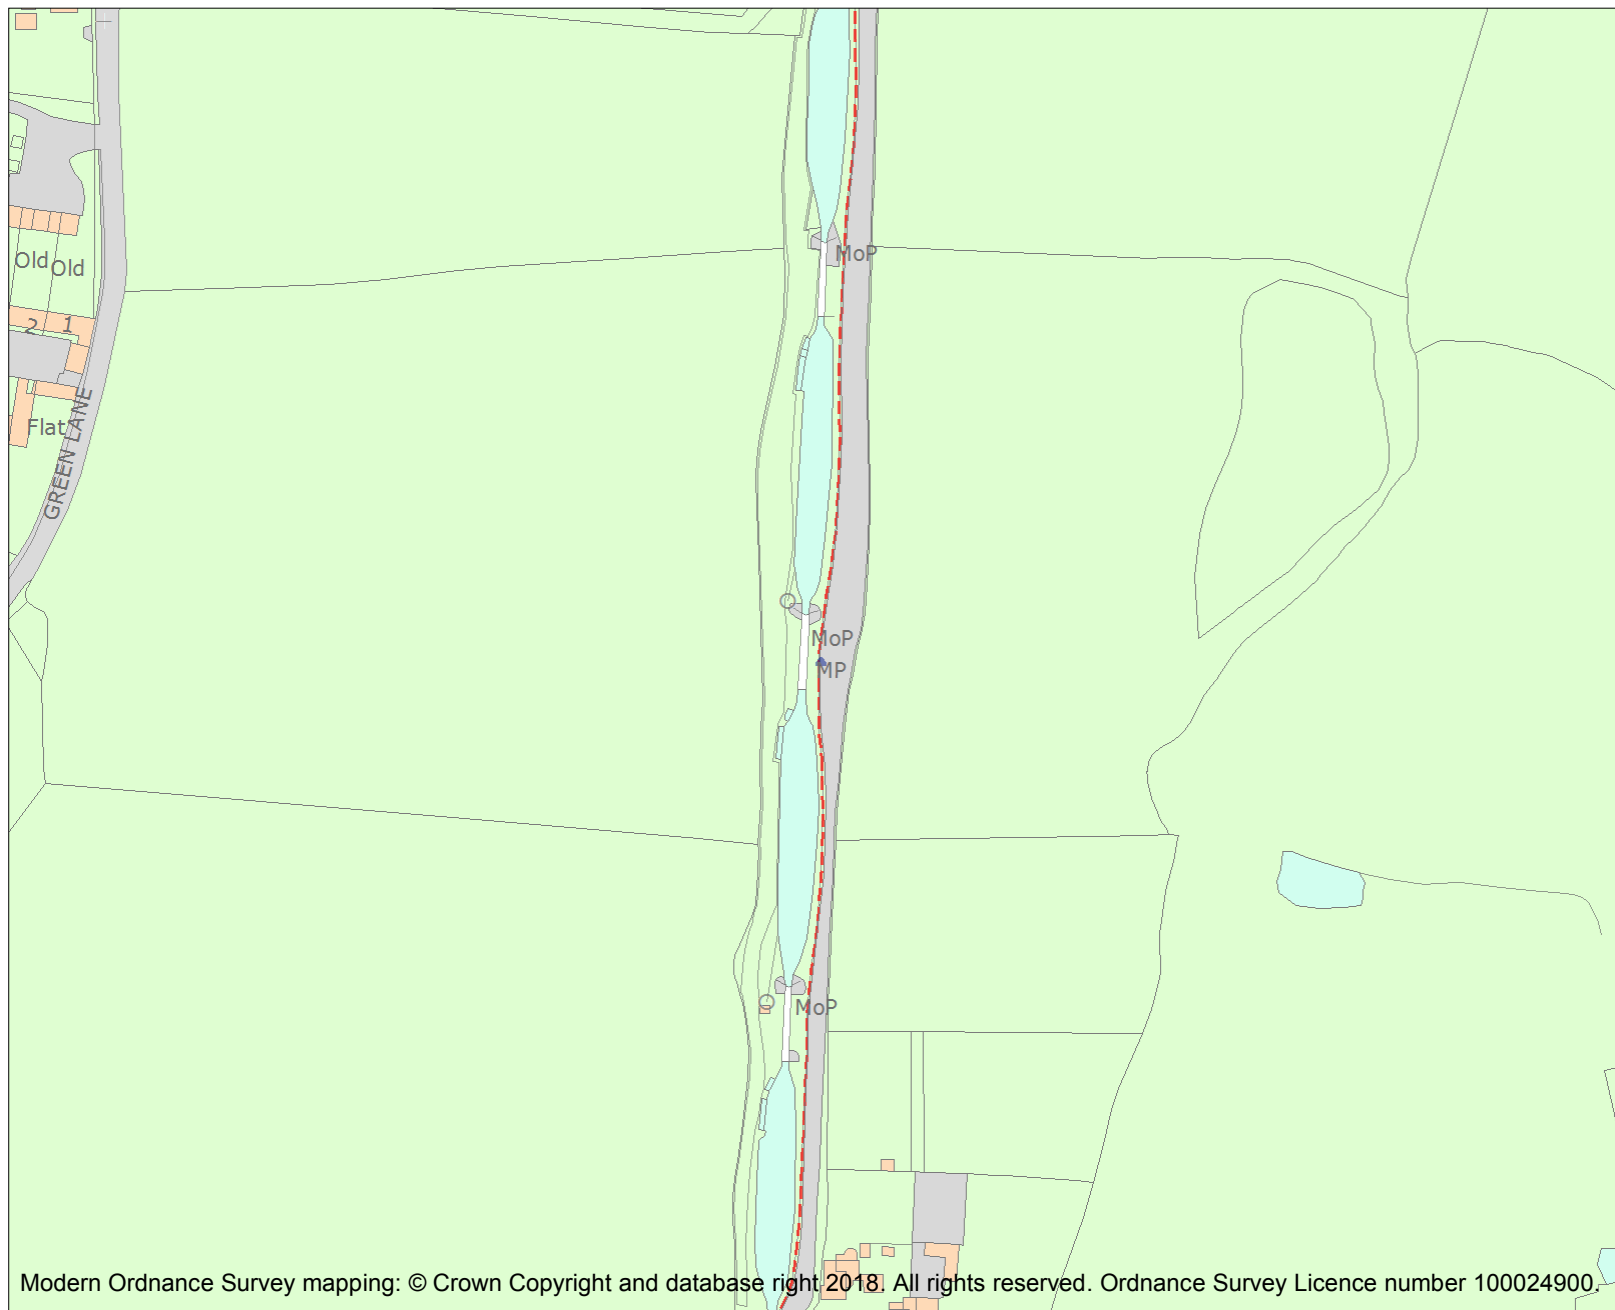 MoP
Old Old
2 1
GREEN LANE
Flat
MoP
MP
MoP
Modern Ordnance Survey mapping: © Crown Copyright and database right 2018. All rights reserved. Ordnance Survey Licence number 100024900.